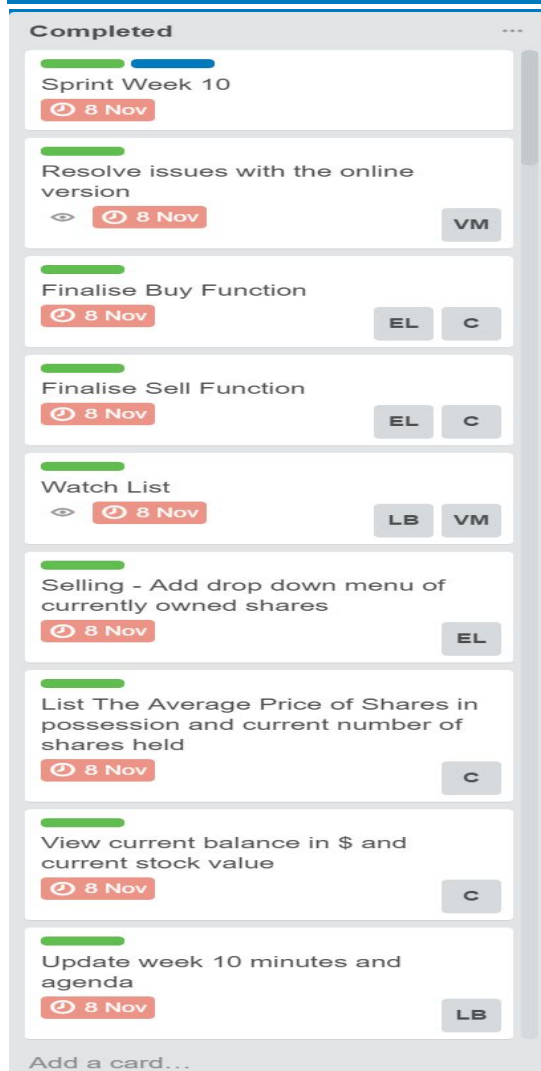 Completed ...
Sprint Week 10
8 Nov
Resolve issues with the online
version
8 Nov
VM
Finalise Buy Function
8 Nov
EL C
Finalise Sell Function
8 Nov
EL C
Watch List
8 Nov
LB VM
Selling - Add drop down menu of
currently owned shares
8 Nov
EL
List The Average Price of Shares in
possession and current number of
shares held
8 Nov
C
View current balance in $ and
current stock value
8 Nov
C
Update week 10 minutes and
agenda
8 Nov
LB
Add a card...